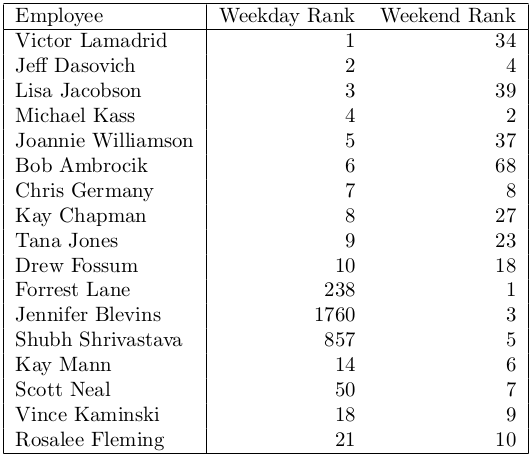 Employee Weekday Rank Weekend Rank
Victor Lamadrid 1 34
Jeff Dasovich 2 4
Lisa Jacobson 3 39
Michael Kass 4 2
Joannie Williamson 5 37
Bob Ambrocik 6 68
Chris Germany 7 8
Kay Chapman 8 27
Tana Jones 9 23
Drew Fossum 10 18
Forrest Lane 238 1
Jennifer Blevins 1760 3
Shubh Shrivastava 857 5
Kay Mann 14 6
Scott Neal 50 7
Vince Kaminski 18 9
Rosalee Fleming 21 10